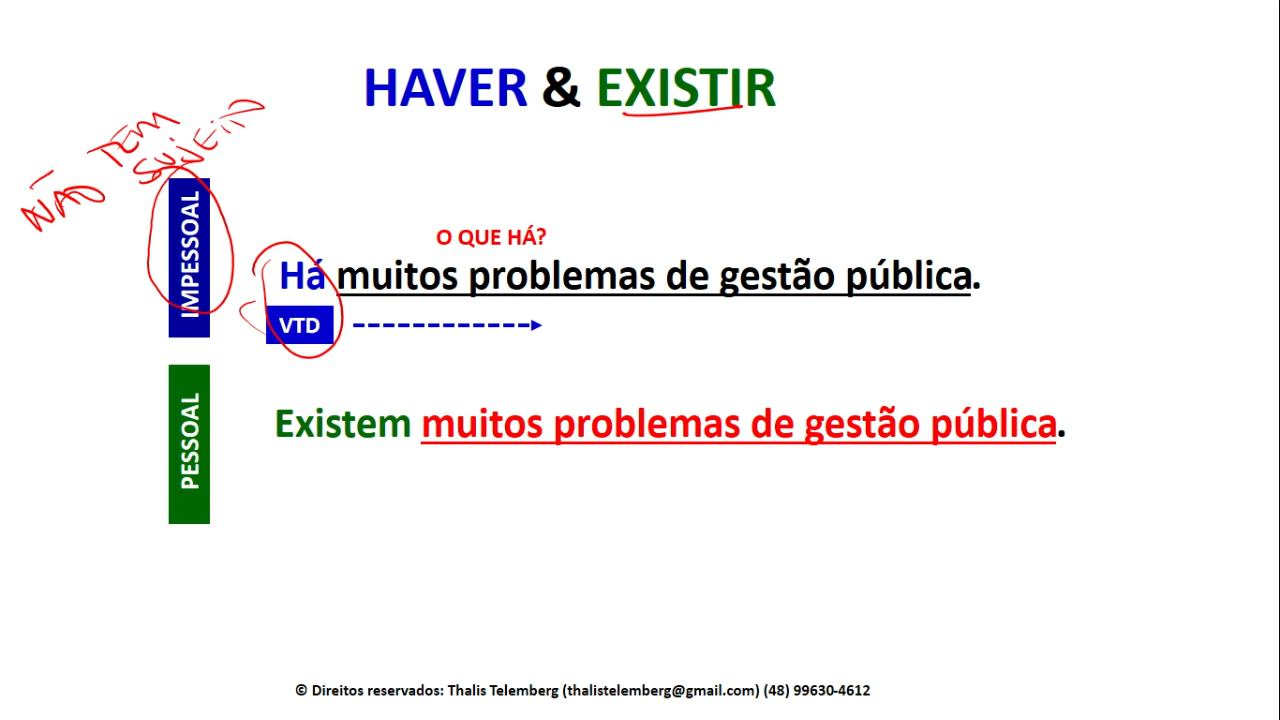 HAVER & EXISTIR
NÃO TEM
SUJEITO
IMPESSOAL
O QUE HÁ?
Há muitos problemas de gestão pública.
VTD
PESSOAL
Existem muitos problemas de gestão pública.
© Direitos reservados: Thalis Telemberg (thalistelemberg@gmail.com) (48) 99630-4612